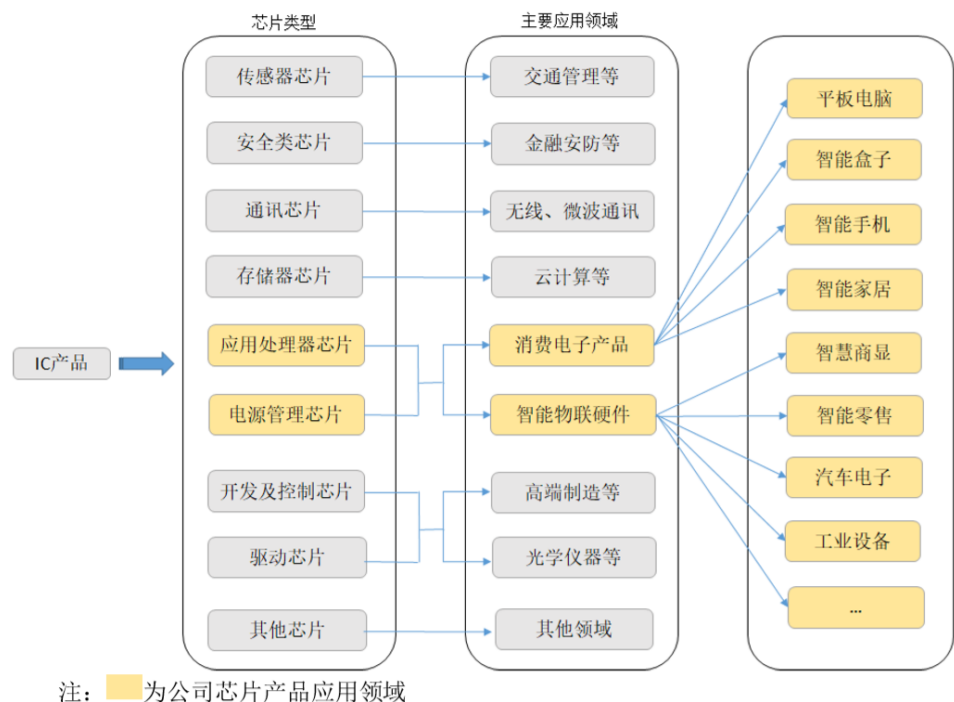 芯片类型
主要应用领域
IC产品
传感器芯片
安全类芯片
通讯芯片
存储器芯片
应用处理器芯片
电源管理芯片
开发及控制芯片
驱动芯片
其他芯片
交通管理等
金融安防等
无线、微波通讯
云计算等
消费电子产品
智能物联硬件
高端制造等
光学仪器等
其他领域
平板电脑
智能盒子
智能手机
智能家居
智慧商显
智能零售
汽车电子
工业设备
...
注：为公司芯片产品应用领域